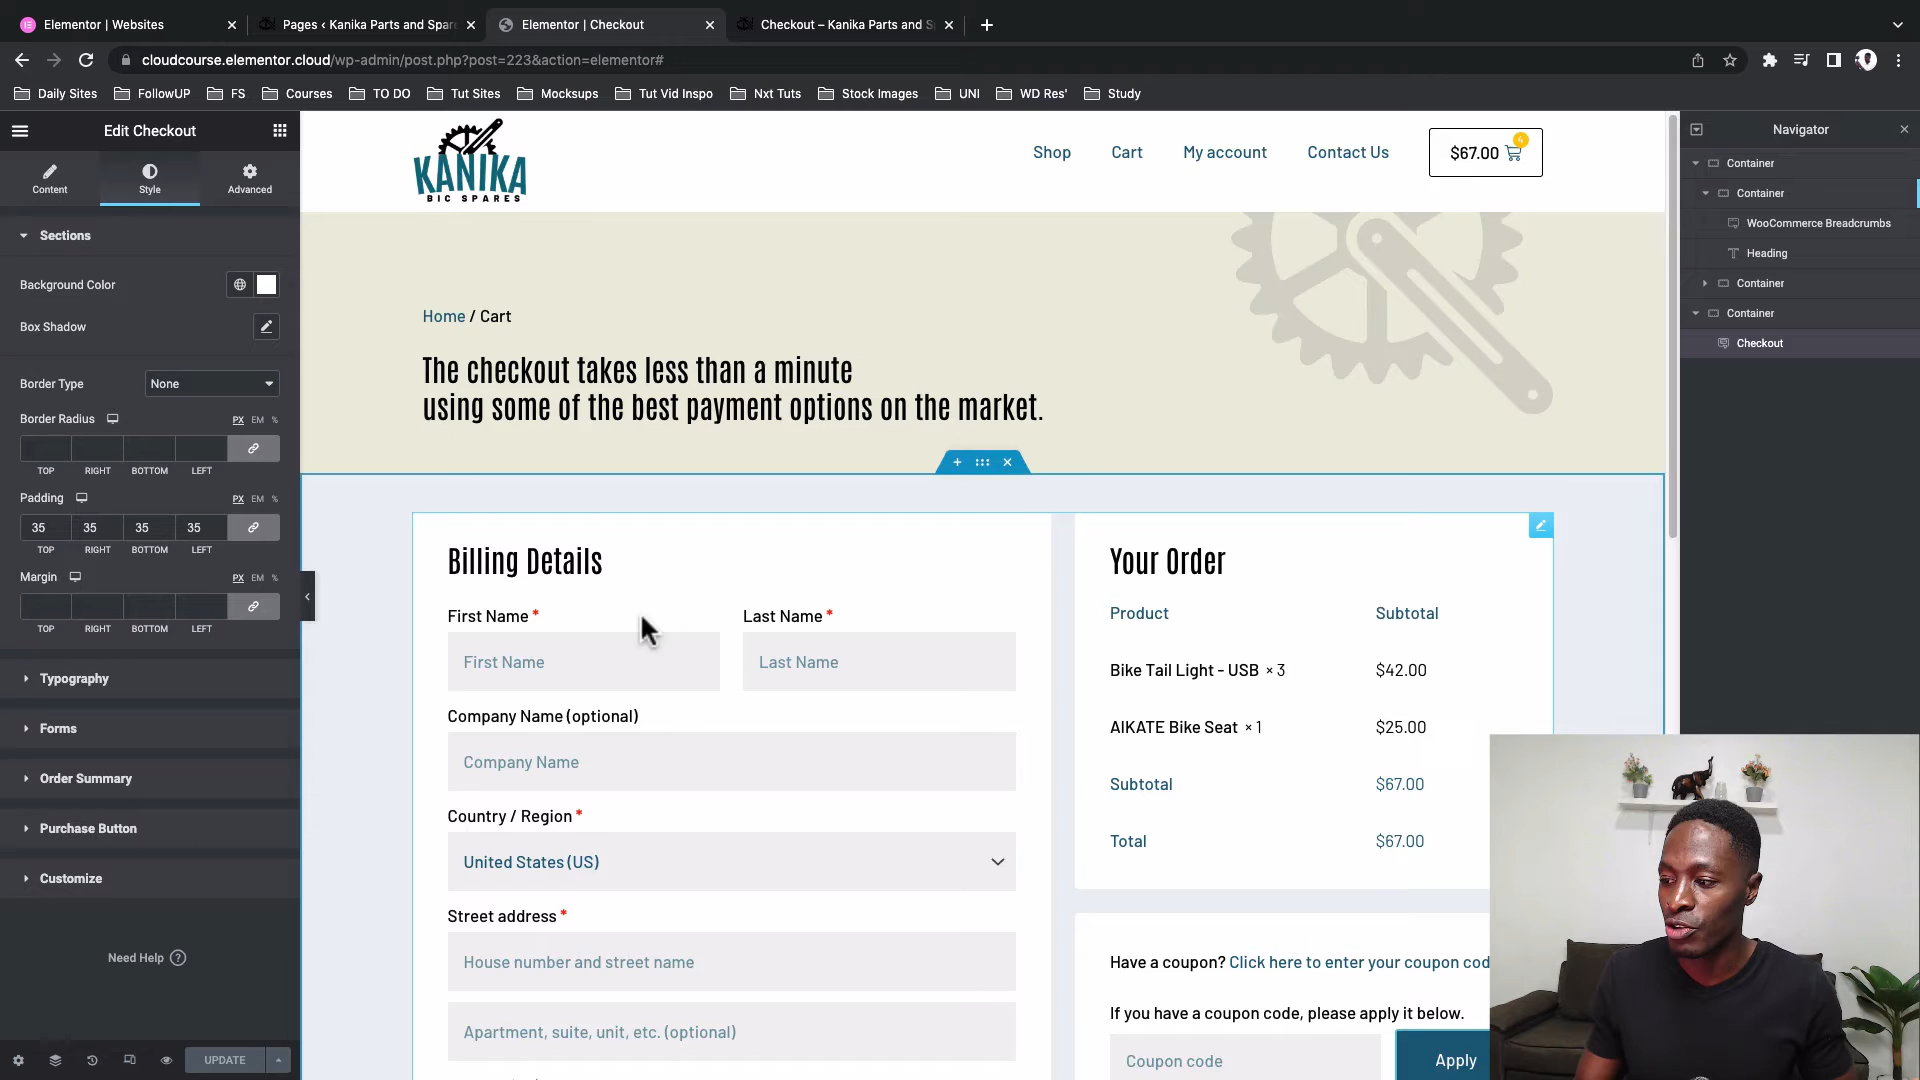 Elementor | Websites
Pages ‹ Kanika Parts and Spar
Elementor | Checkout
Checkout – Kanika Parts and S
cloudcourse.elementor.cloud/wp-admin/post.php?post=223&action=elementor#
Daily Sites
FollowUP
FS
Courses
TO DO
Tut Sites
Mocksups
Tut Vid Inspo
Nxt Tuts
Stock Images
UNI
WD Res'
Study
Edit Checkout
Content
Style
Advanced
Sections
Background Color
Box Shadow
Border Type
None
Border Radius
PX EM %
TOP RIGHT BOTTOM LEFT
Padding
PX EM %
35 35 35 35
TOP RIGHT BOTTOM LEFT
Margin
PX EM %
TOP RIGHT BOTTOM LEFT
Typography
Forms
Order Summary
Purchase Button
Customize
Need Help
UPDATE
KANIKA
BIC SPARES
Shop
Cart
My account
Contact Us
$67.00
4
Home / Cart
The checkout takes less than a minute
using some of the best payment options on the market.
Billing Details
First Name *
Last Name *
First Name
Last Name
Company Name (optional)
Company Name
Country / Region *
United States (US)
Street address *
House number and street name
Apartment, suite, unit, etc. (optional)
Your Order
Product Subtotal
Bike Tail Light - USB × 3 $42.00
AIKATE Bike Seat × 1 $25.00
Subtotal $67.00
Total $67.00
Have a coupon? Click here to enter your coupon cod
If you have a coupon code, please apply it below.
Coupon code
Apply
Navigator
Container
Container
WooCommerce Breadcrumbs
Heading
Container
Container
Checkout